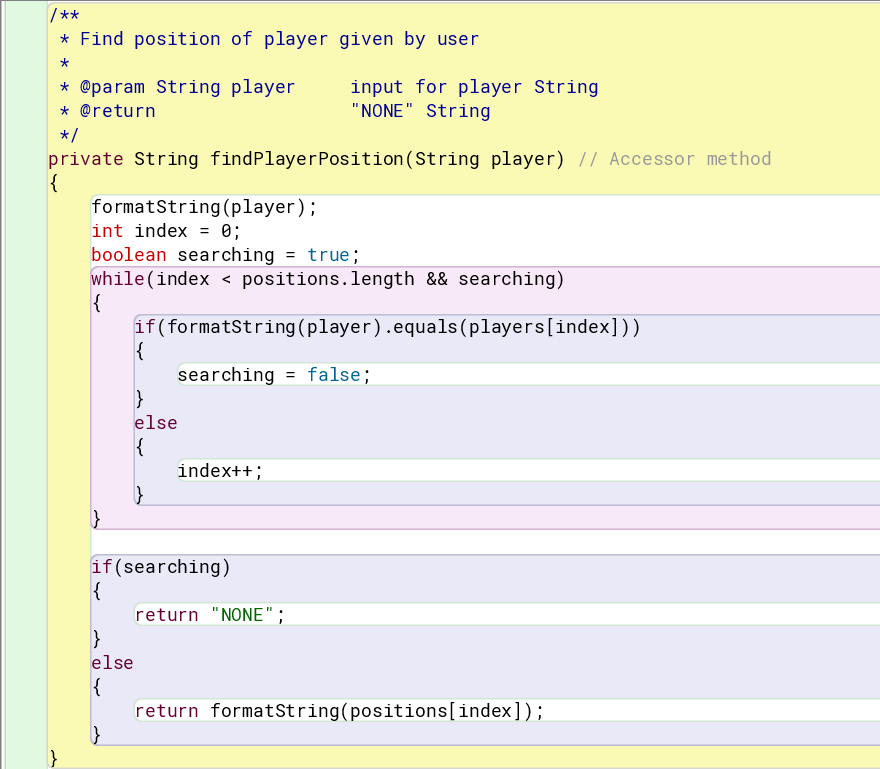 /**
 * Find position of player given by user
 *
 * @param String player     input for player String
 * @return                  "NONE" String
 */
private String findPlayerPosition(String player) // Accessor method
{
    formatString(player);
    int index = 0;
    boolean searching = true;
    while(index < positions.length && searching)
    {
        if(formatString(player).equals(players[index]))
        {
            searching = false;
        }
        else
        {
            index++;
        }
    }

    if(searching)
    {
        return "NONE";
    }
    else
    {
        return formatString(positions[index]);
    }
}